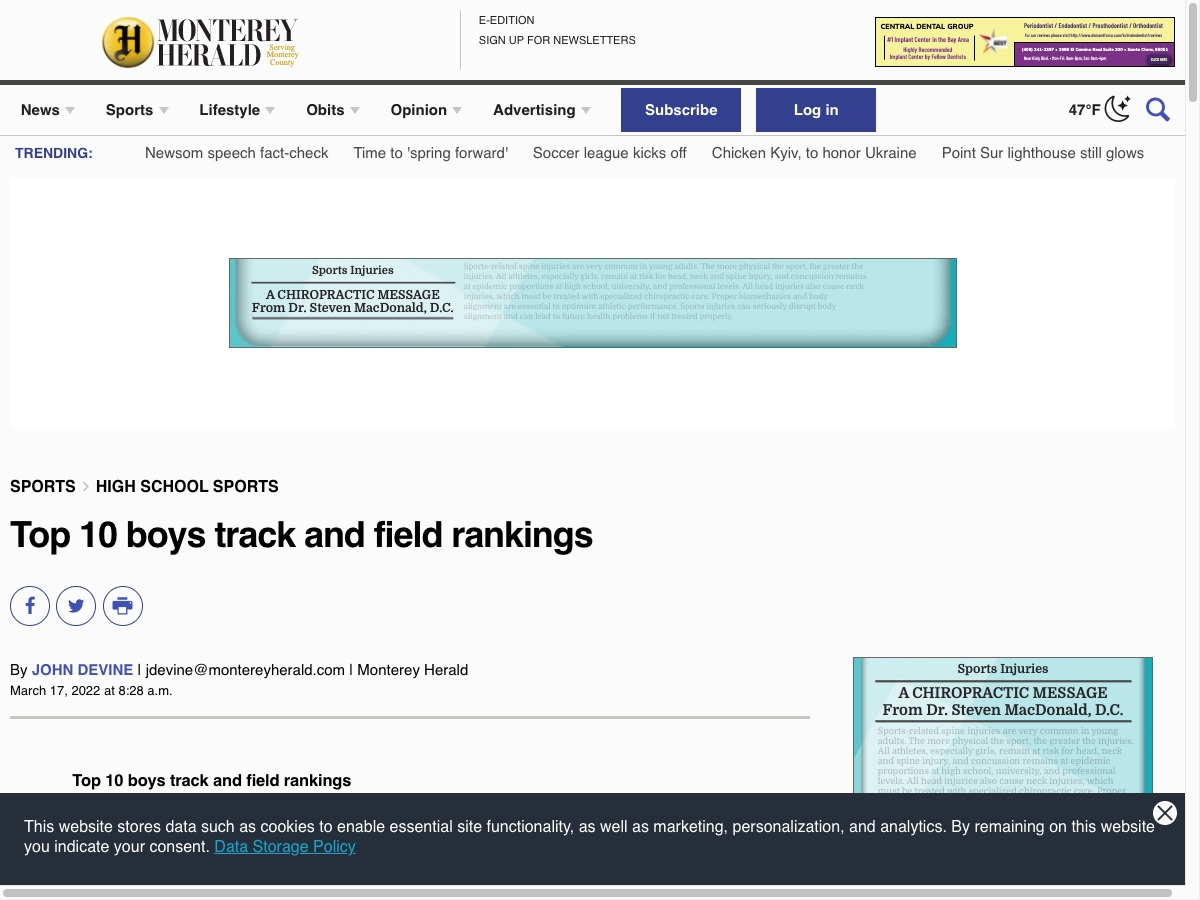 MONTEREY
HERALD
Serving
Monterey
County
E-EDITION
SIGN UP FOR NEWSLETTERS
CENTRAL DENTAL GROUP
#1 Implant Center in the Bay Area
Highly Recommended
Implant Center by Fellow Dentists
BEST
Periodontist / Endodontist / Prosthodontist / Orthodontist
News
Sports
Lifestyle
Obits
Opinion
Advertising
Subscribe
Log in
47°F
TRENDING:
Newsom speech fact-check
Time to 'spring forward'
Soccer league kicks off
Chicken Kyiv, to honor Ukraine
Point Sur lighthouse still glows
Sports Injuries
A CHIROPRACTIC MESSAGE
From Dr. Steven MacDonald, D.C.
Sports-related spine injuries are very common in young adults. The more physical the sport, the greater the
injuries. All athletes, especially girls, remain at risk for head, neck and spine injury, and concussion remains
at epidemic proportions at high school, university, and professional levels. All head injuries also cause neck
injuries, which must be treated with specialized chiropractic care. Proper biomechanics and body
alignment are essential to optimum athletic performance. Sports injuries can seriously disrupt body
alignment and can lead to future health problems if not treated properly.
SPORTS
HIGH SCHOOL SPORTS
Top 10 boys track and field rankings
By JOHN DEVINE | jdevine@montereyherald.com | Monterey Herald
March 17, 2022 at 8:28 a.m.
Top 10 boys track and field rankings
Sports Injuries
A CHIROPRACTIC MESSAGE
From Dr. Steven MacDonald, D.C.
Sports-related spine injuries are very common in young
adults. The more physical the sport, the greater the injuries.
All athletes, especially girls, remain at risk for head, neck
and spine injury, and concussion remains at epidemic
proportions at high school, university, and professional
levels. All head injuries also cause neck injuries, which
must be treated with specialized chiropractic care. Proper
This website stores data such as cookies to enable essential site functionality, as well as marketing, personalization, and analytics. By remaining on this website
you indicate your consent. Data Storage Policy